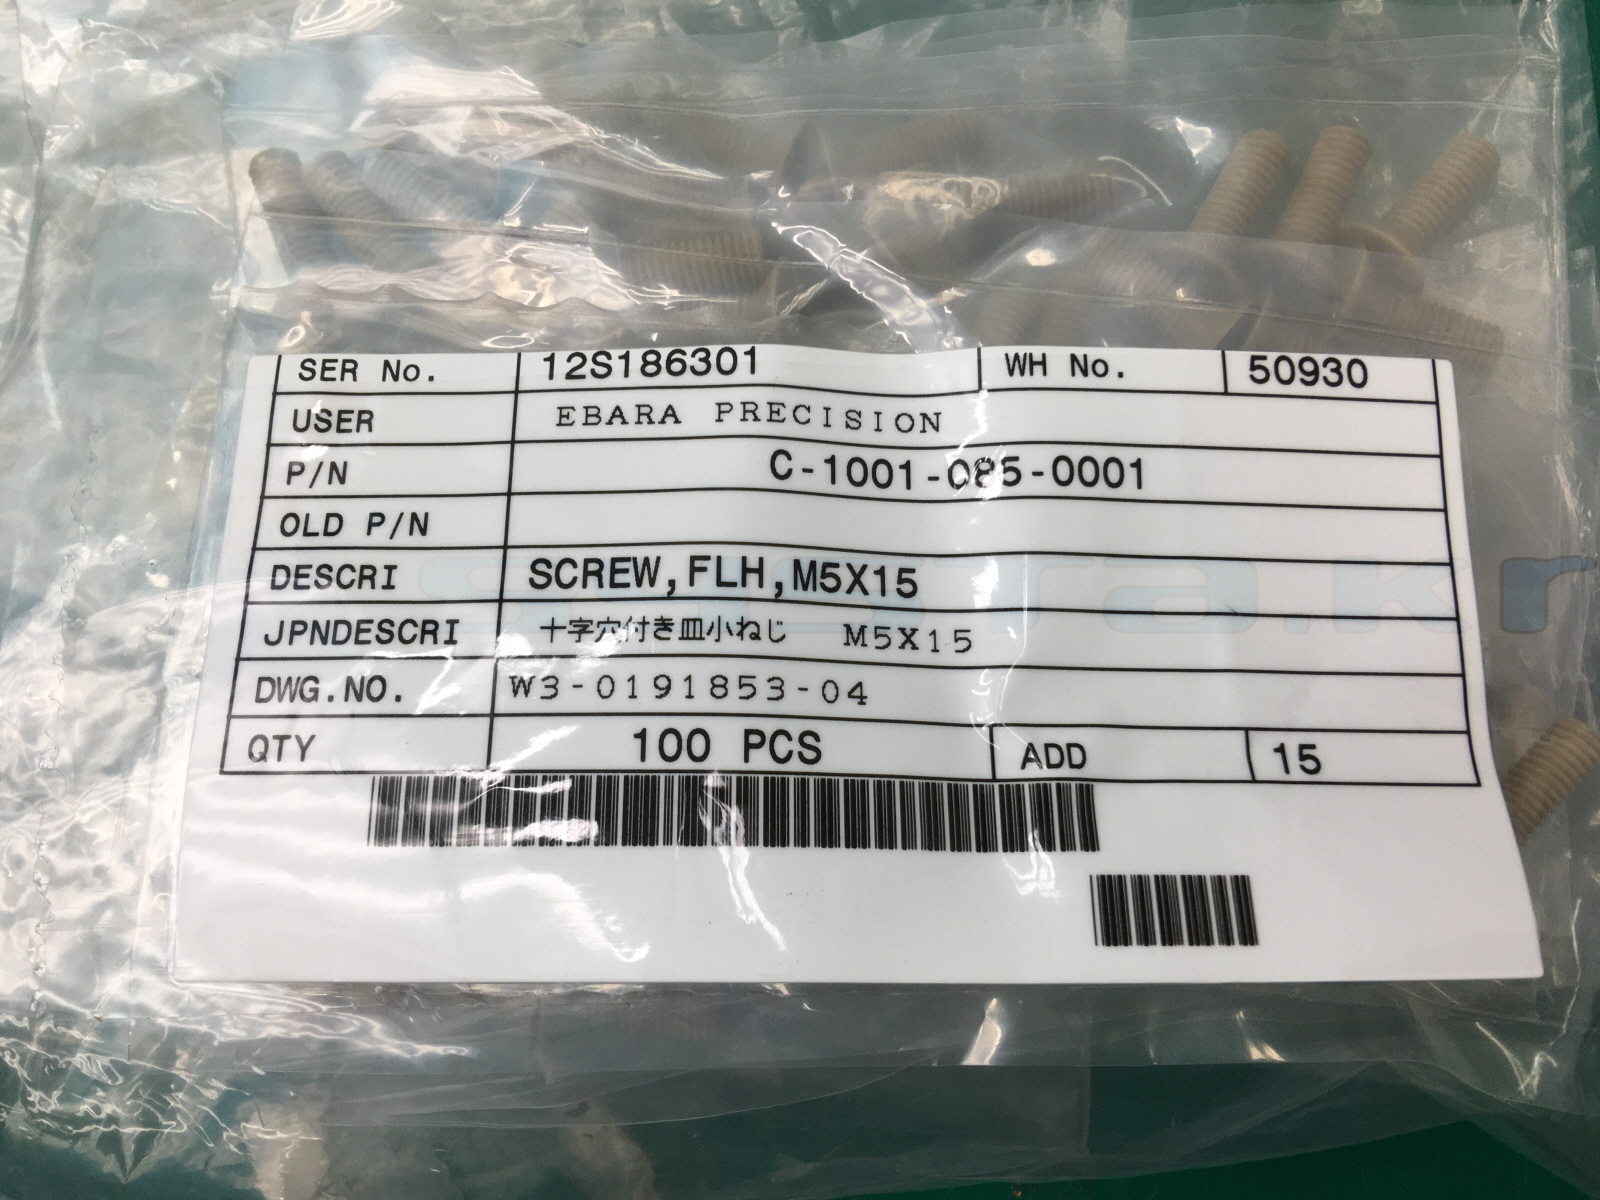 SER No. 12S186301 WH No. 50930
USER EBARA PRECISION
P/N C-1001-085-0001
OLD P/N
DESCRI SCREW,FLH,M5X15
JPNDESCRI 十字穴付き皿小ねじ M5X15
DWG.NO. W3-0191853-04
QTY 100 PCS ADD 15